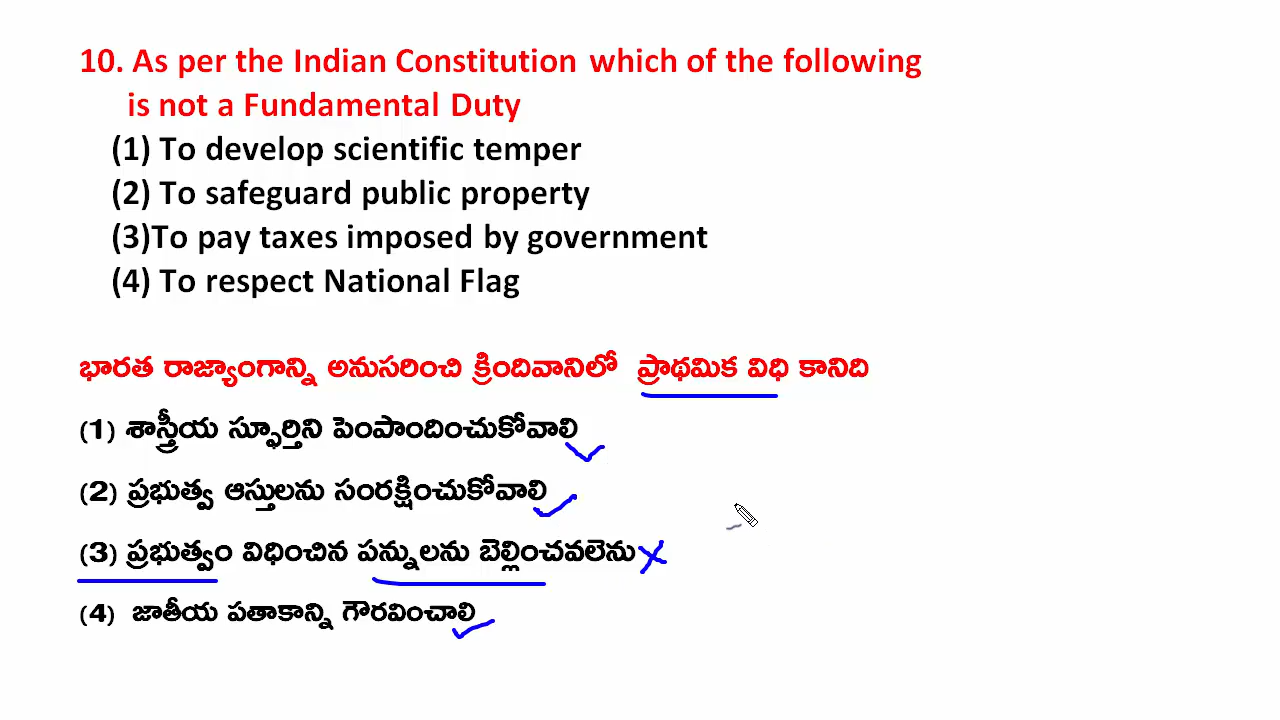 10. As per the Indian Constitution which of the following
is not a Fundamental Duty
(1) To develop scientific temper
(2) To safeguard public property
(3)To pay taxes imposed by government
(4) To respect National Flag
భారత రాజ్యాంగాన్ని అనుసరించి క్రిందివానిలో ప్రాథమిక విధి కానిది
(1) శాస్త్రీయ స్ఫూర్తిని పెంపొందించుకోవాలి
(2) ప్రభుత్వ ఆస్తులను సంరక్షించుకోవాలి
(3) ప్రభుత్వం విధించిన పన్నులను బెల్లించవలెను
(4) జాతీయ పతాకాన్ని గౌరవించాలి